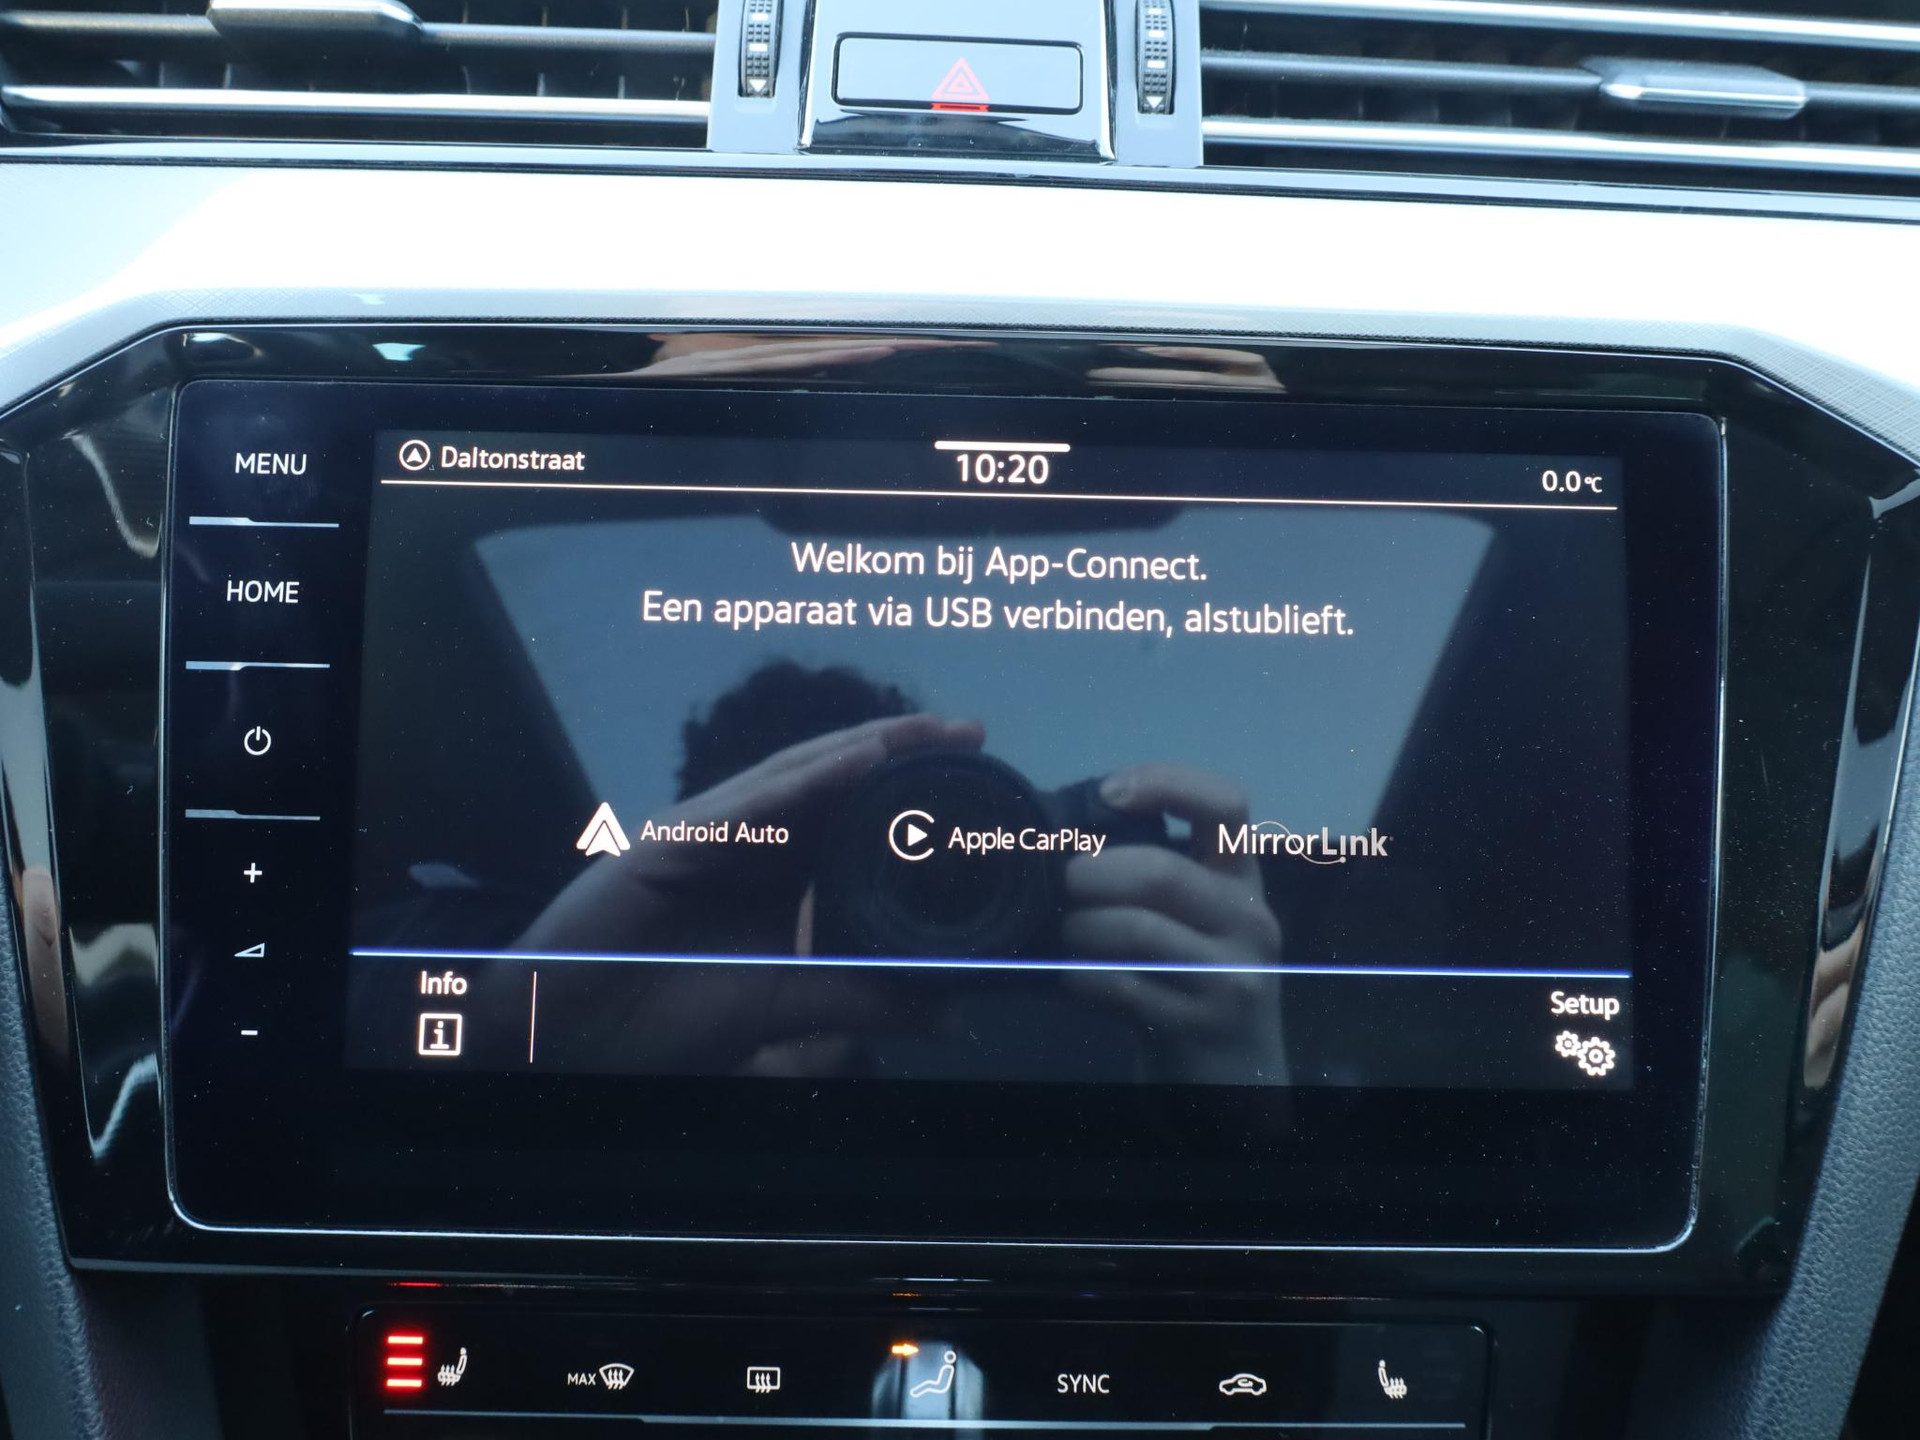 MENU
HOME
Daltonstraat
10:20
0.0°C
Welkom bij App-Connect.
Een apparaat via USB verbinden, alstublieft.
Android Auto
Apple CarPlay
MirrorLink
Info
Setup
MAX
SYNC